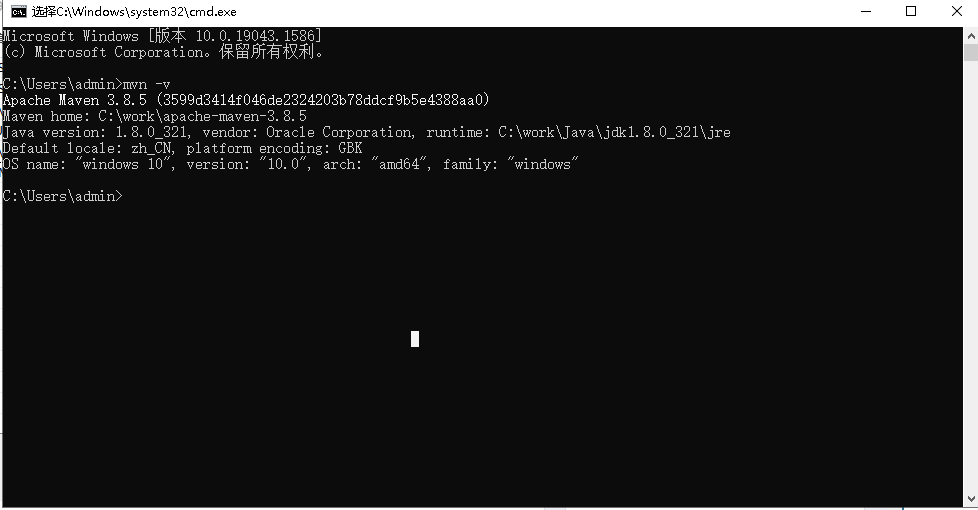 选择C:\Windows\system32\cmd.exe
Microsoft Windows [版本 10.0.19043.1586]
(c) Microsoft Corporation。保留所有权利。
C:\Users\admin>mvn -v
Apache Maven 3.8.5 (3599d3414f046de2324203b78ddcf9b5e4388aa0)
Maven home: C:\work\apache-maven-3.8.5
Java version: 1.8.0_321, vendor: Oracle Corporation, runtime: C:\work\Java\jdk1.8.0_321\jre
Default locale: zh_CN, platform encoding: GBK
OS name: "windows 10", version: "10.0", arch: "amd64", family: "windows"
C:\Users\admin>